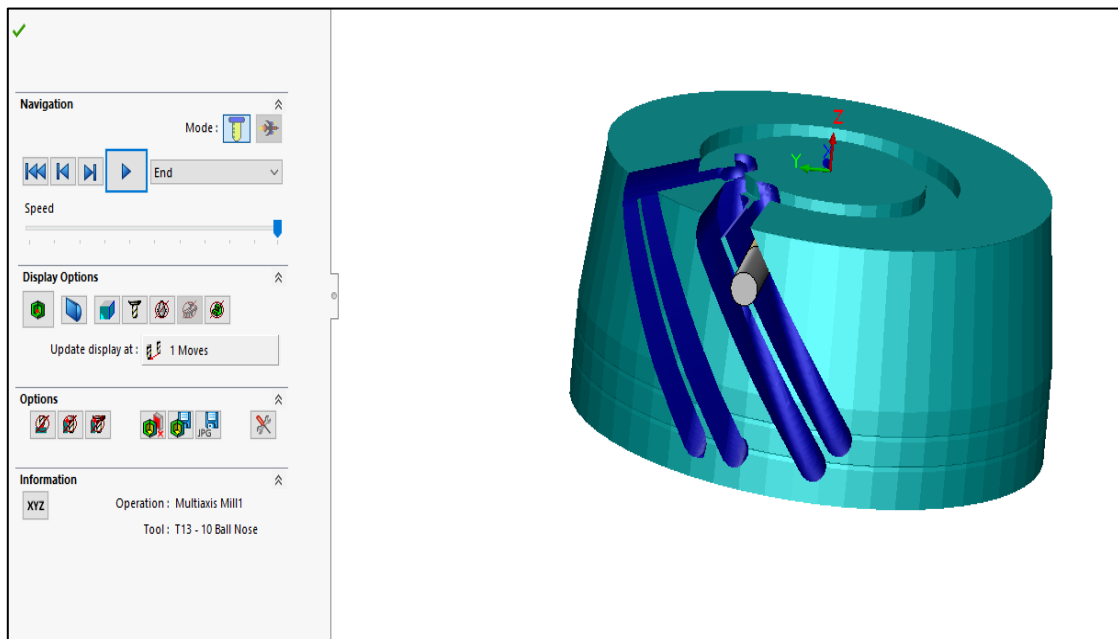 Navigation
Mode :
End
Speed
Display Options
Update display at : 1 Moves
Options
JPG
Information
XYZ Operation : Multiaxis Mill1
Tool : T13 - 10 Ball Nose
Z
X
Y